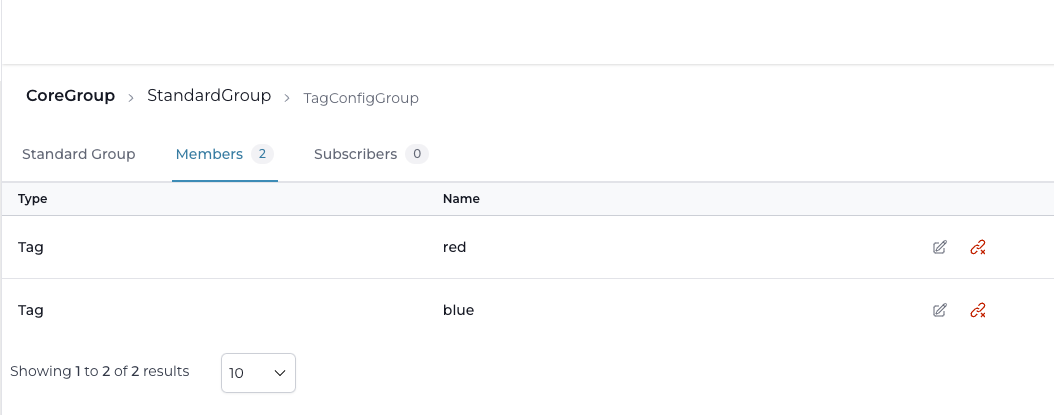 CoreGroup > StandardGroup > TagConfigGroup
Standard Group Members 2 Subscribers 0
Type Name
Tag red
Tag blue
Showing 1 to 2 of 2 results 10